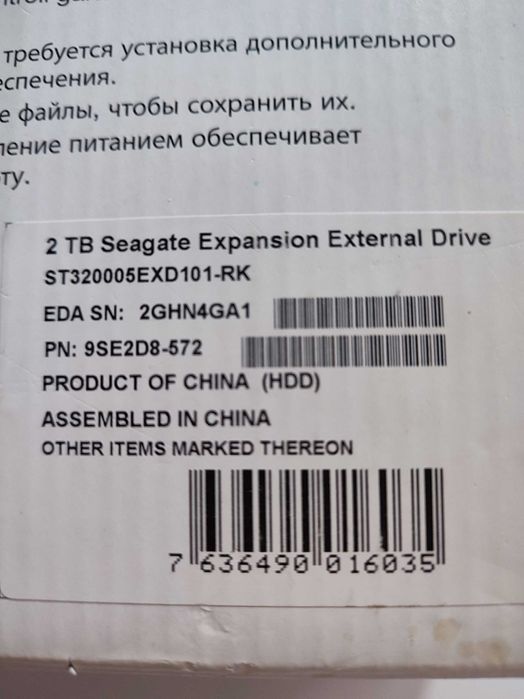 требуется установка дополнительного
еспечения.
е файлы, чтобы сохранить их.
ление питанием обеспечивает
ту.
2 TB Seagate Expansion External Drive
ST320005EXD101-RK
EDA SN: 2GHN4GA1
PN: 9SE2D8-572
PRODUCT OF CHINA (HDD)
ASSEMBLED IN CHINA
OTHER ITEMS MARKED THEREON
7 636490 016035